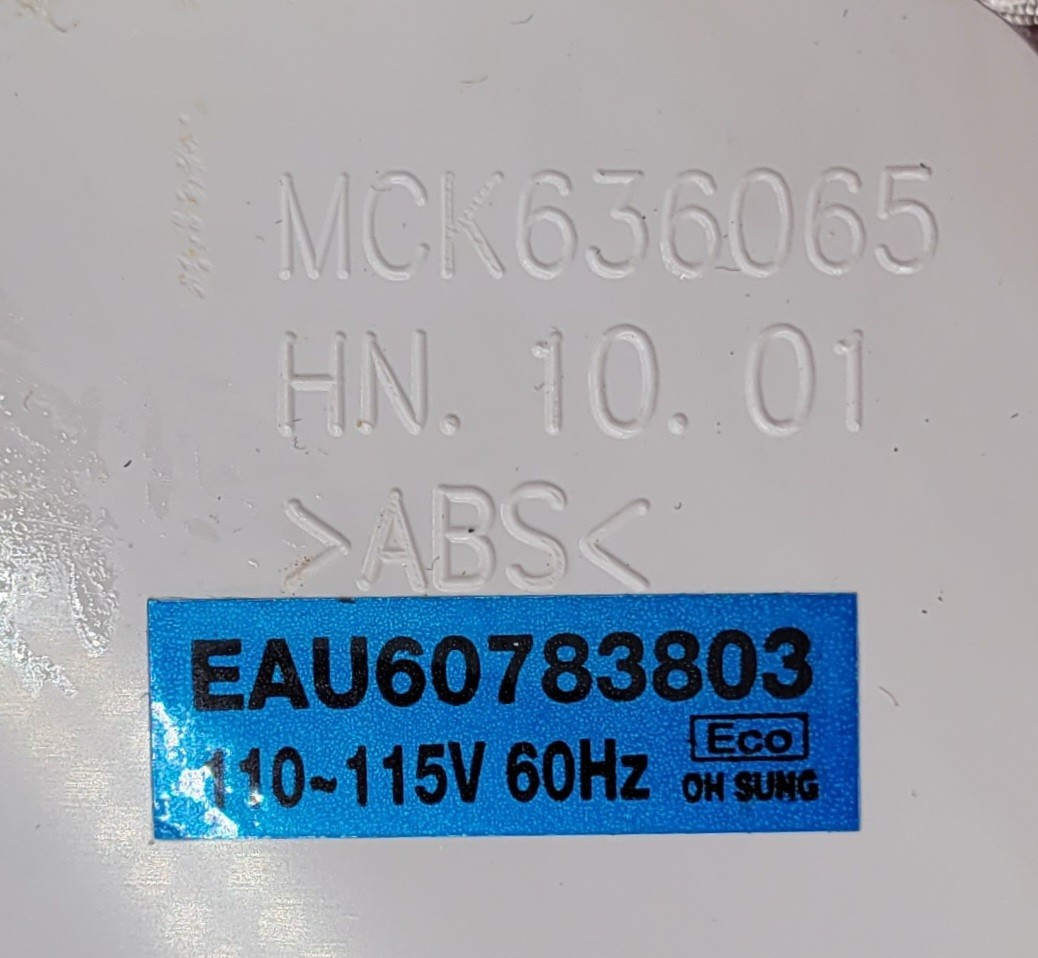 MCK636065
HN. 10. 01
>ABS<
EAU60783803
110~115V 60Hz
Eco
OH SUNG